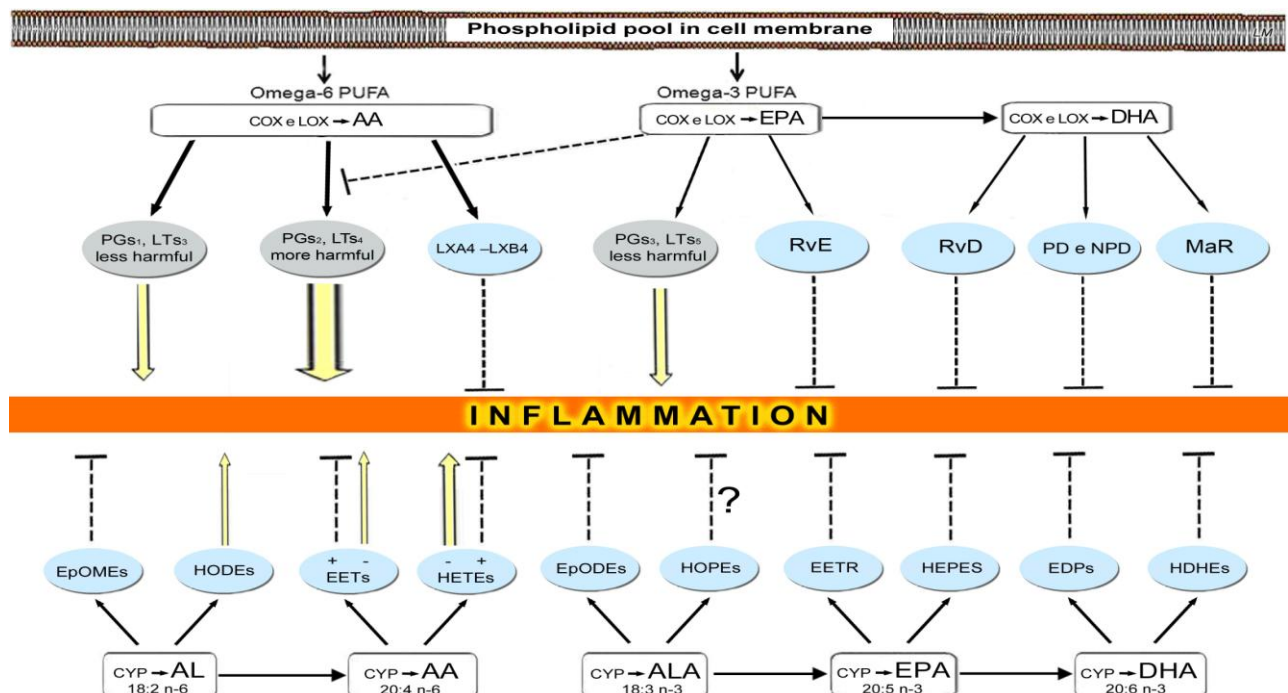 Phospholipid pool in cell membrane
LM
Omega-6 PUFA
COX e LOX → AA
Omega-3 PUFA
COX e LOX → EPA
COX e LOX → DHA
PGs₁, LTs₃
less harmful
PGs₂, LTs₄
more harmful
LXA4 –LXB4
PGs₃, LTs₅
less harmful
RvE
RvD
PD e NPD
MaR
INFLAMMATION
?
EpOMEs
HODEs
+ -
EETs
- +
HETEs
EpODEs
HOPEs
EETR
HEPES
EDPs
HDHEs
CYP → AL
18:2 n-6
CYP → AA
20:4 n-6
CYP → ALA
18:3 n-3
CYP → EPA
20:5 n-3
CYP → DHA
20:6 n-3